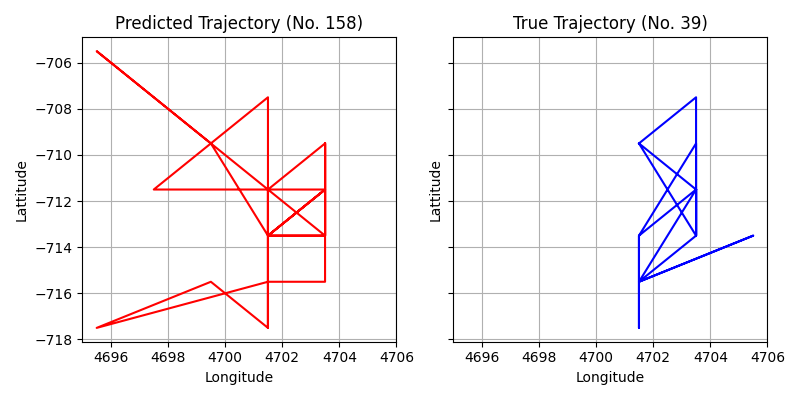 Predicted Trajectory (No. 158)
True Trajectory (No. 39)
Lattitude
−706
−708
−710
−712
−714
−716
−718
4696 4698 4700 4702 4704 4706
Longitude
Lattitude
4696 4698 4700 4702 4704 4706
Longitude